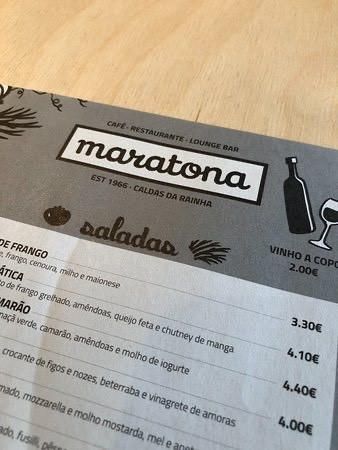 CAFÉ · RESTAURANTE · LOUNGE BAR
maratona
EST 1966 · CALDAS DA RAINHA
saladas
VINHO A COPO
2.00€
DE FRANGO
frango, cenoura, milho e maionese
3.30€
ÁTICA
to de frango grelhado, amêndoas, queijo feta e chutney de manga
4.10€
MARÃO
maçã verde, camarão, amêndoas e molho de iogurte
4.40€
crocante de figos e nozes, beterraba e vinagrete de amoras
4.00€
mado, mozzarella e molho mostarda, mel e
fusilli,